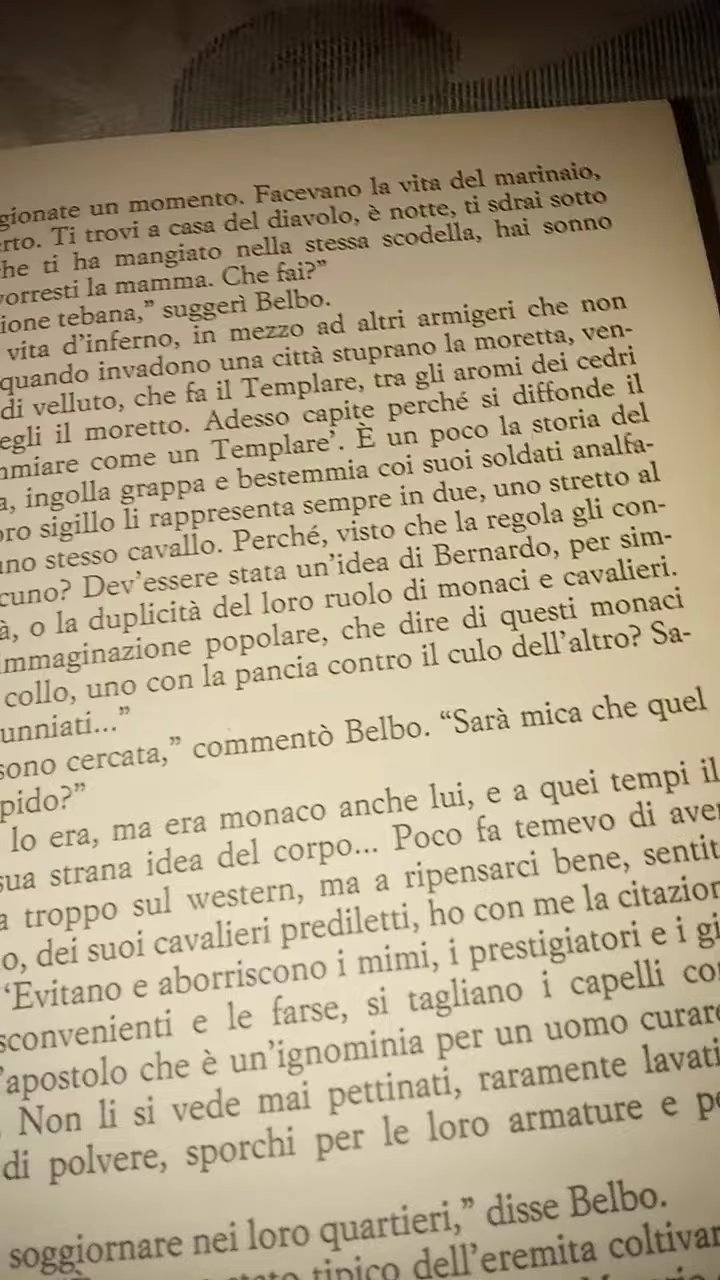 gionate un momento. Facevano la vita del marinaio,
rto. Ti trovi a casa del diavolo, è notte, ti sdrai sotto
he ti ha mangiato nella stessa scodella, hai sonno
vorresti la mamma. Che fai?”
ione tebana,” suggerì Belbo.
vita d’inferno, in mezzo ad altri armigeri che non
quando invadono una città stuprano la moretta, ven-
di velluto, che fa il Templare, tra gli aromi dei cedri
egli il moretto. Adesso capite perché si diffonde il
mmiare come un Templare’. È un poco la storia del
a, ingolla grappa e bestemmia coi suoi soldati analfa-
oro sigillo li rappresenta sempre in due, uno stretto al
uno stesso cavallo. Perché, visto che la regola gli con-
cuno? Dev’essere stata un’idea di Bernardo, per sim-
à, o la duplicità del loro ruolo di monaci e cavalieri.
immaginazione popolare, che dire di questi monaci
collo, uno con la pancia contro il culo dell’altro? Sa-
unniati...”
sono cercata,” commentò Belbo. “Sarà mica che quel
pido?”
lo era, ma era monaco anche lui, e a quei tempi il
sua strana idea del corpo... Poco fa temevo di aver
a troppo sul western, ma a ripensarci bene, sentit
o, dei suoi cavalieri prediletti, ho con me la citazion
‘Evitano e aborriscono i mimi, i prestigiatori e i gi
sconvenienti e le farse, si tagliano i capelli co
’apostolo che è un’ignominia per un uomo curare
Non li si vede mai pettinati, raramente lavati
di polvere, sporchi per le loro armature e pe
soggiornare nei loro quartieri,” disse Belbo.
tipico dell’eremita coltivar